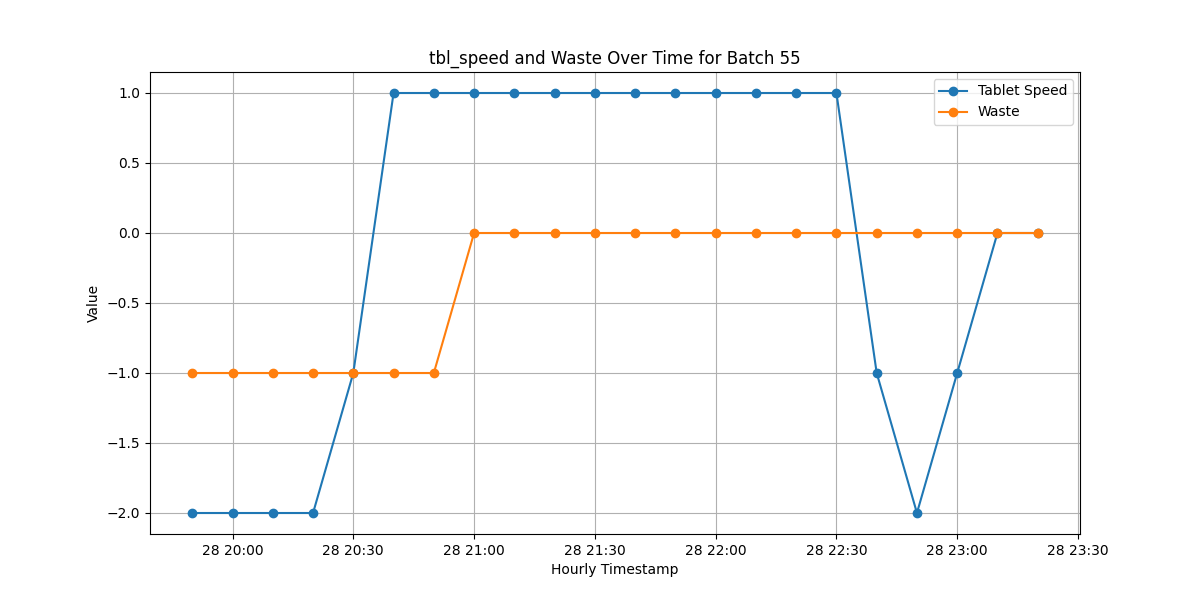 tbl_speed and Waste Over Time for Batch 55
Tablet Speed
Waste
1.0
0.5
0.0
−0.5
−1.0
−1.5
−2.0
Value
28 20:00 28 20:30 28 21:00 28 21:30 28 22:00 28 22:30 28 23:00 28 23:30
Hourly Timestamp